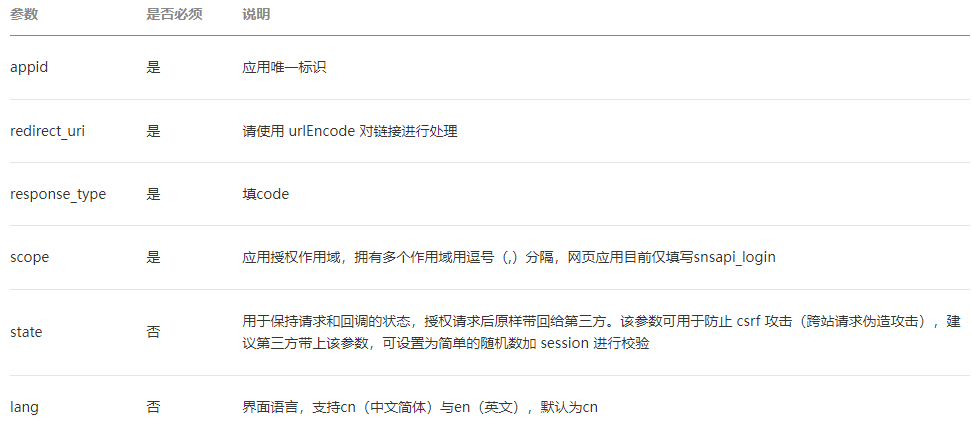 参数 是否必须 说明
appid 是 应用唯一标识
redirect_uri 是 请使用 urlEncode 对链接进行处理
response_type 是 填code
scope 是 应用授权作用域，拥有多个作用域用逗号（,）分隔，网页应用目前仅填写snsapi_login
state 否 用于保持请求和回调的状态，授权请求后原样带回给第三方。该参数可用于防止 csrf 攻击（跨站请求伪造攻击），建
议第三方带上该参数，可设置为简单的随机数加 session 进行校验
lang 否 界面语言，支持cn（中文简体）与en（英文），默认为cn